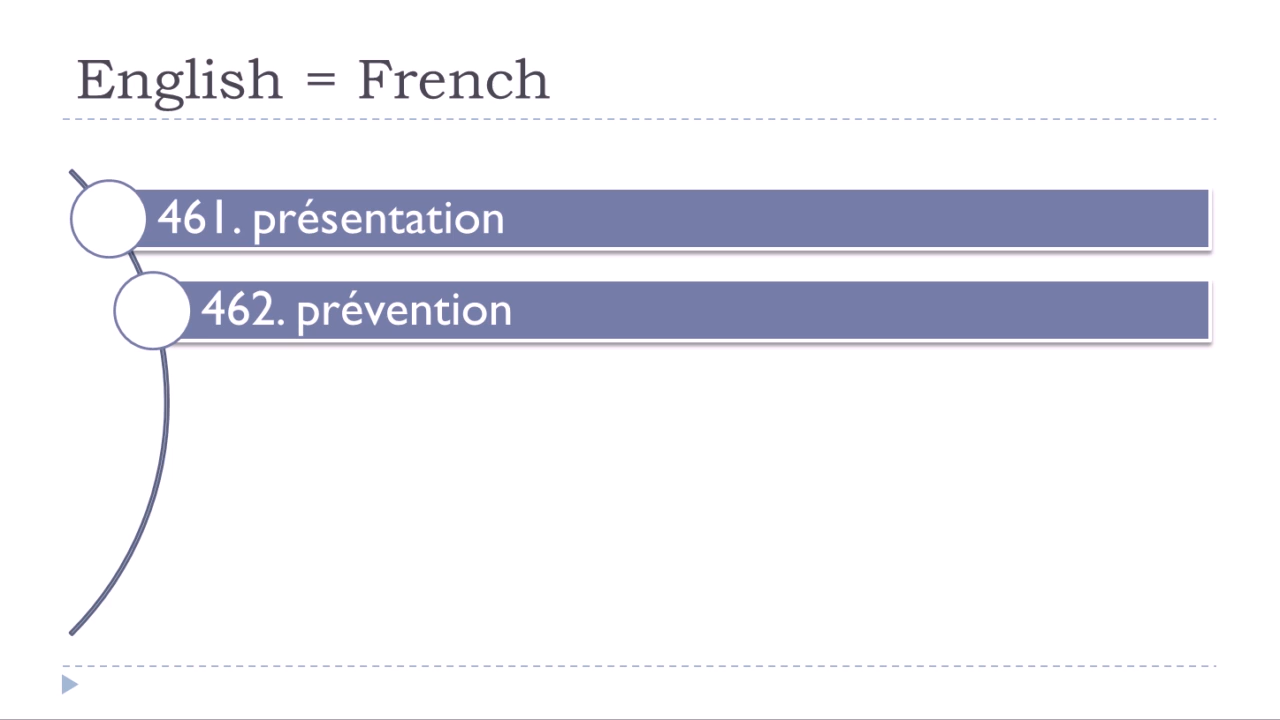 English = French
461. présentation
462. prévention